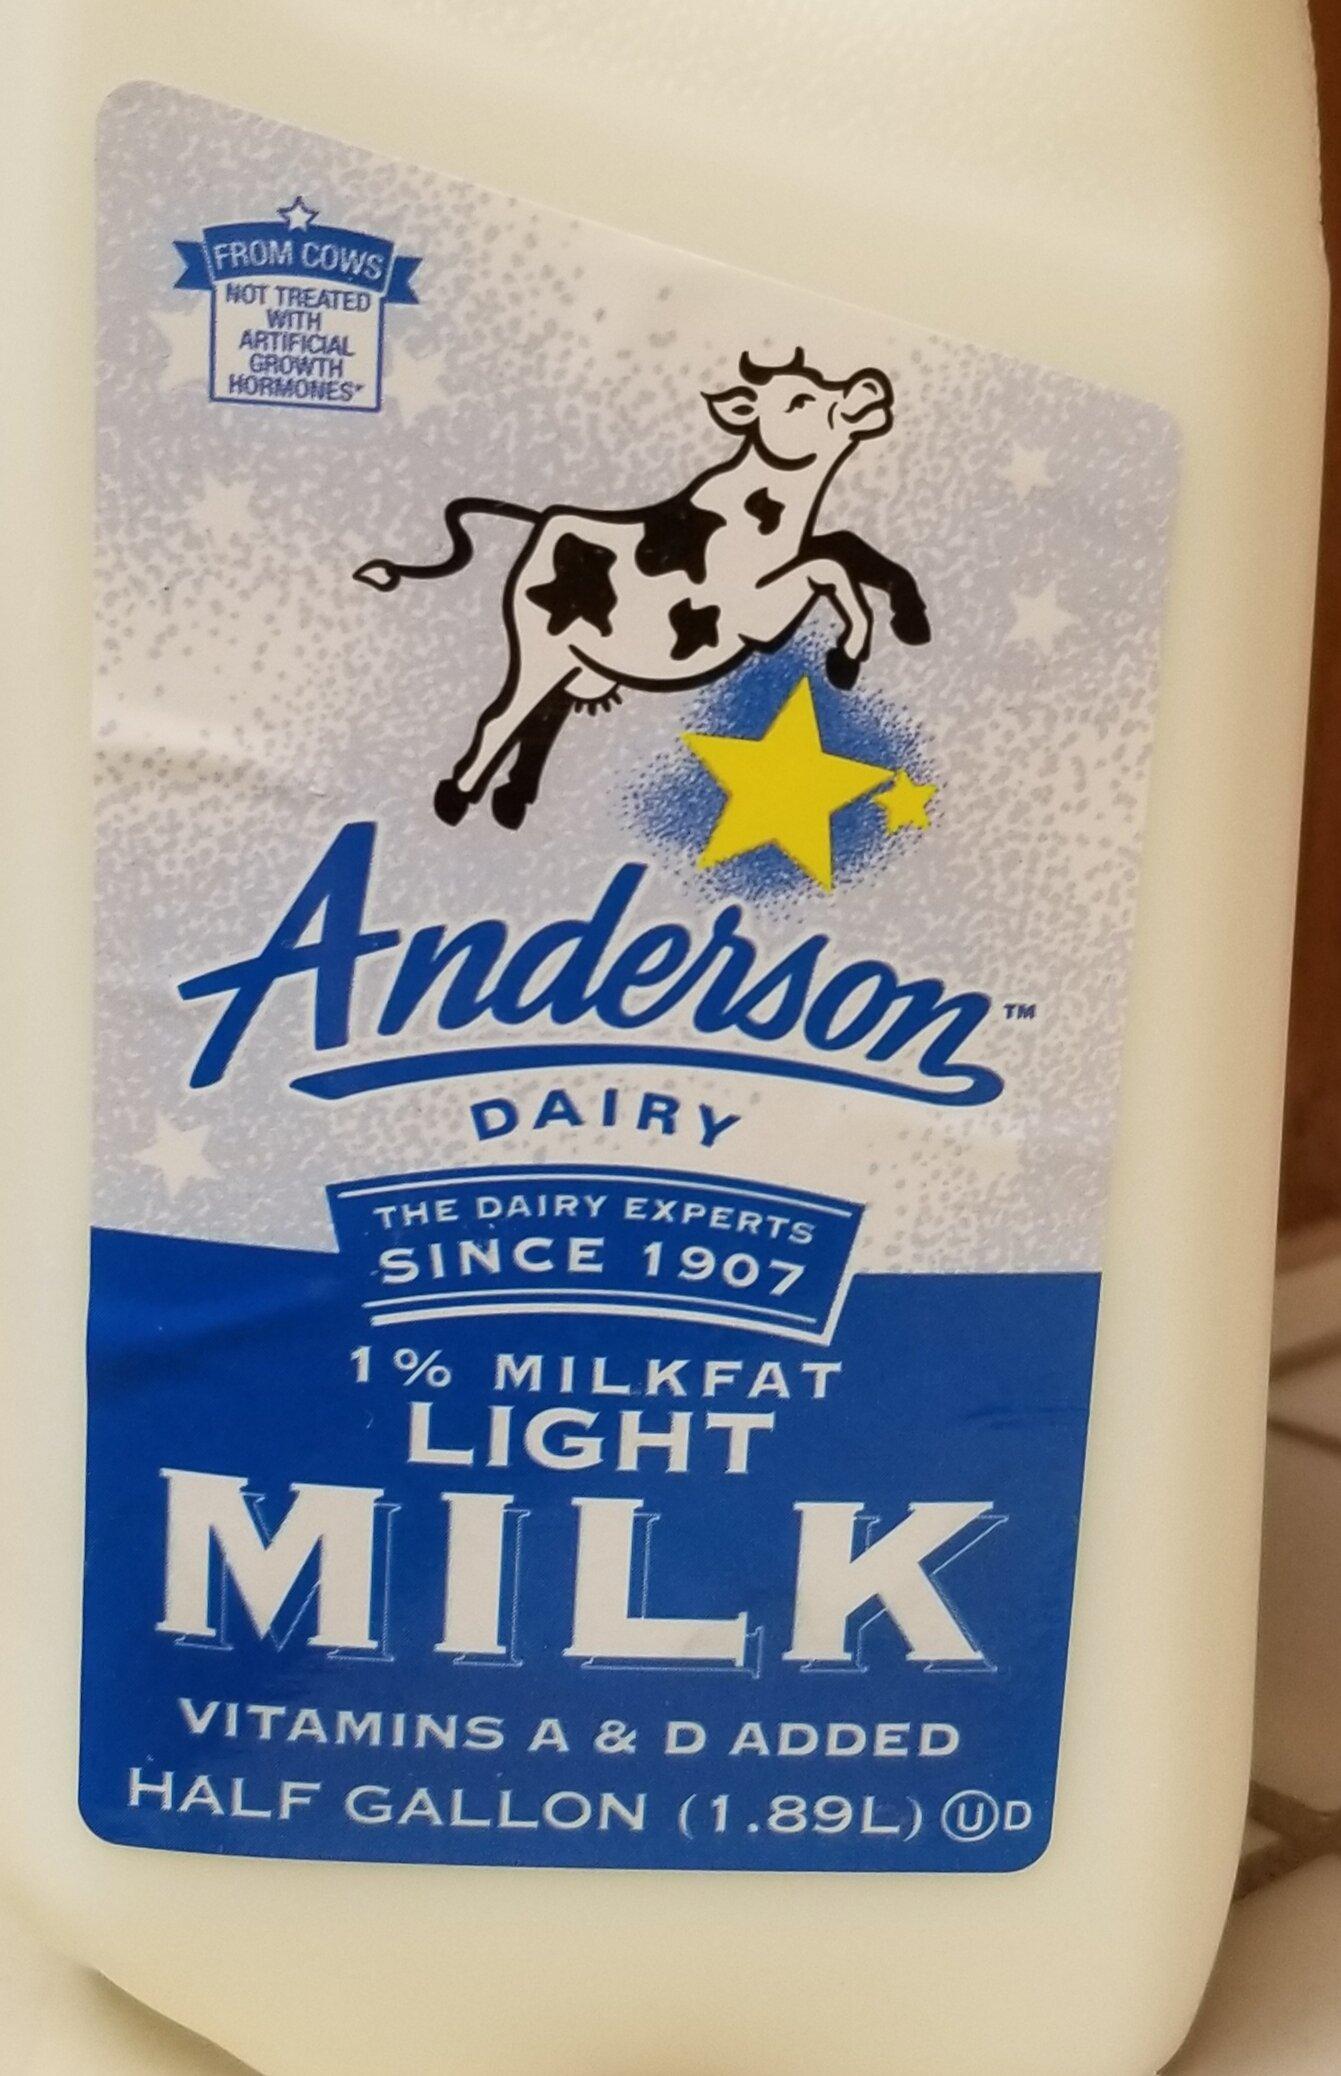 FROM COWS
NOT TREATED
WITH
ARTIFICIAL
GROWTH
HORMONES*
Anderson™
DAIRY
THE DAIRY EXPERTS
SINCE 1907
1% MILKFAT
LIGHT
MILK
VITAMINS A & D ADDED
HALF GALLON (1.89L) ⓊD